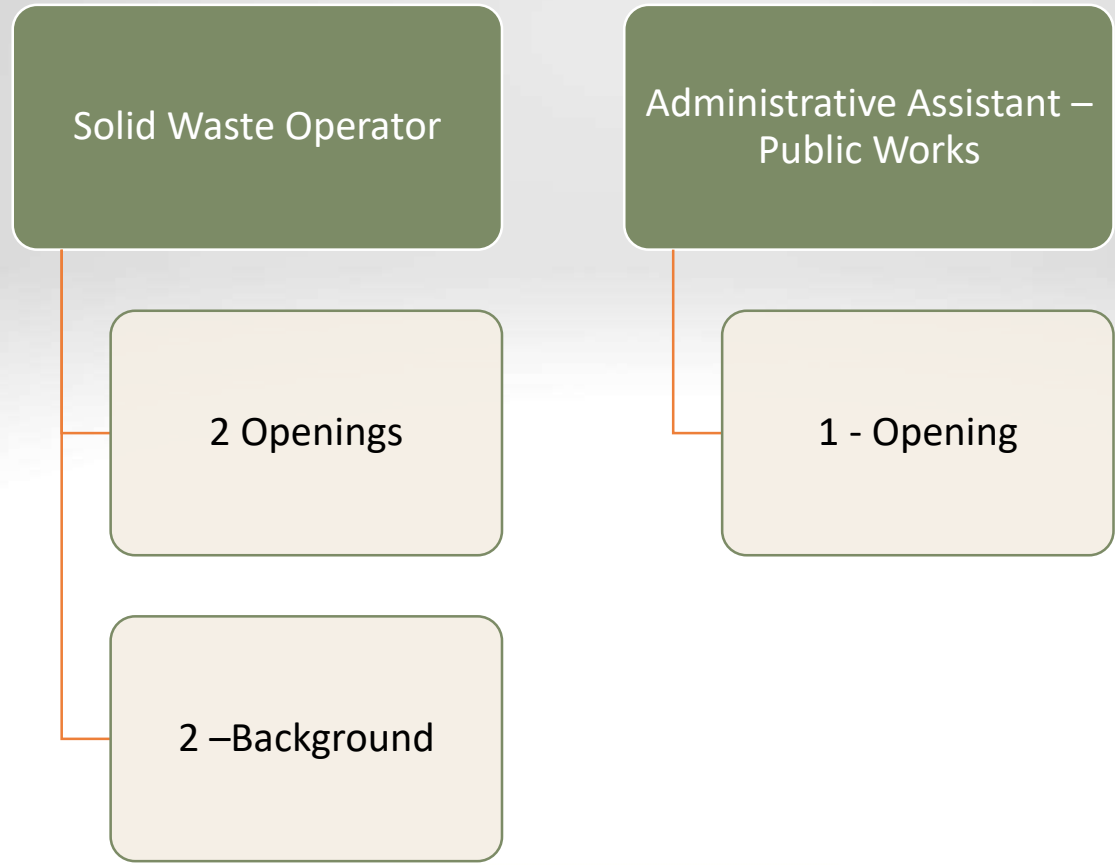 Solid Waste Operator
2 Openings
2 –Background
Administrative Assistant –
Public Works
1 - Opening